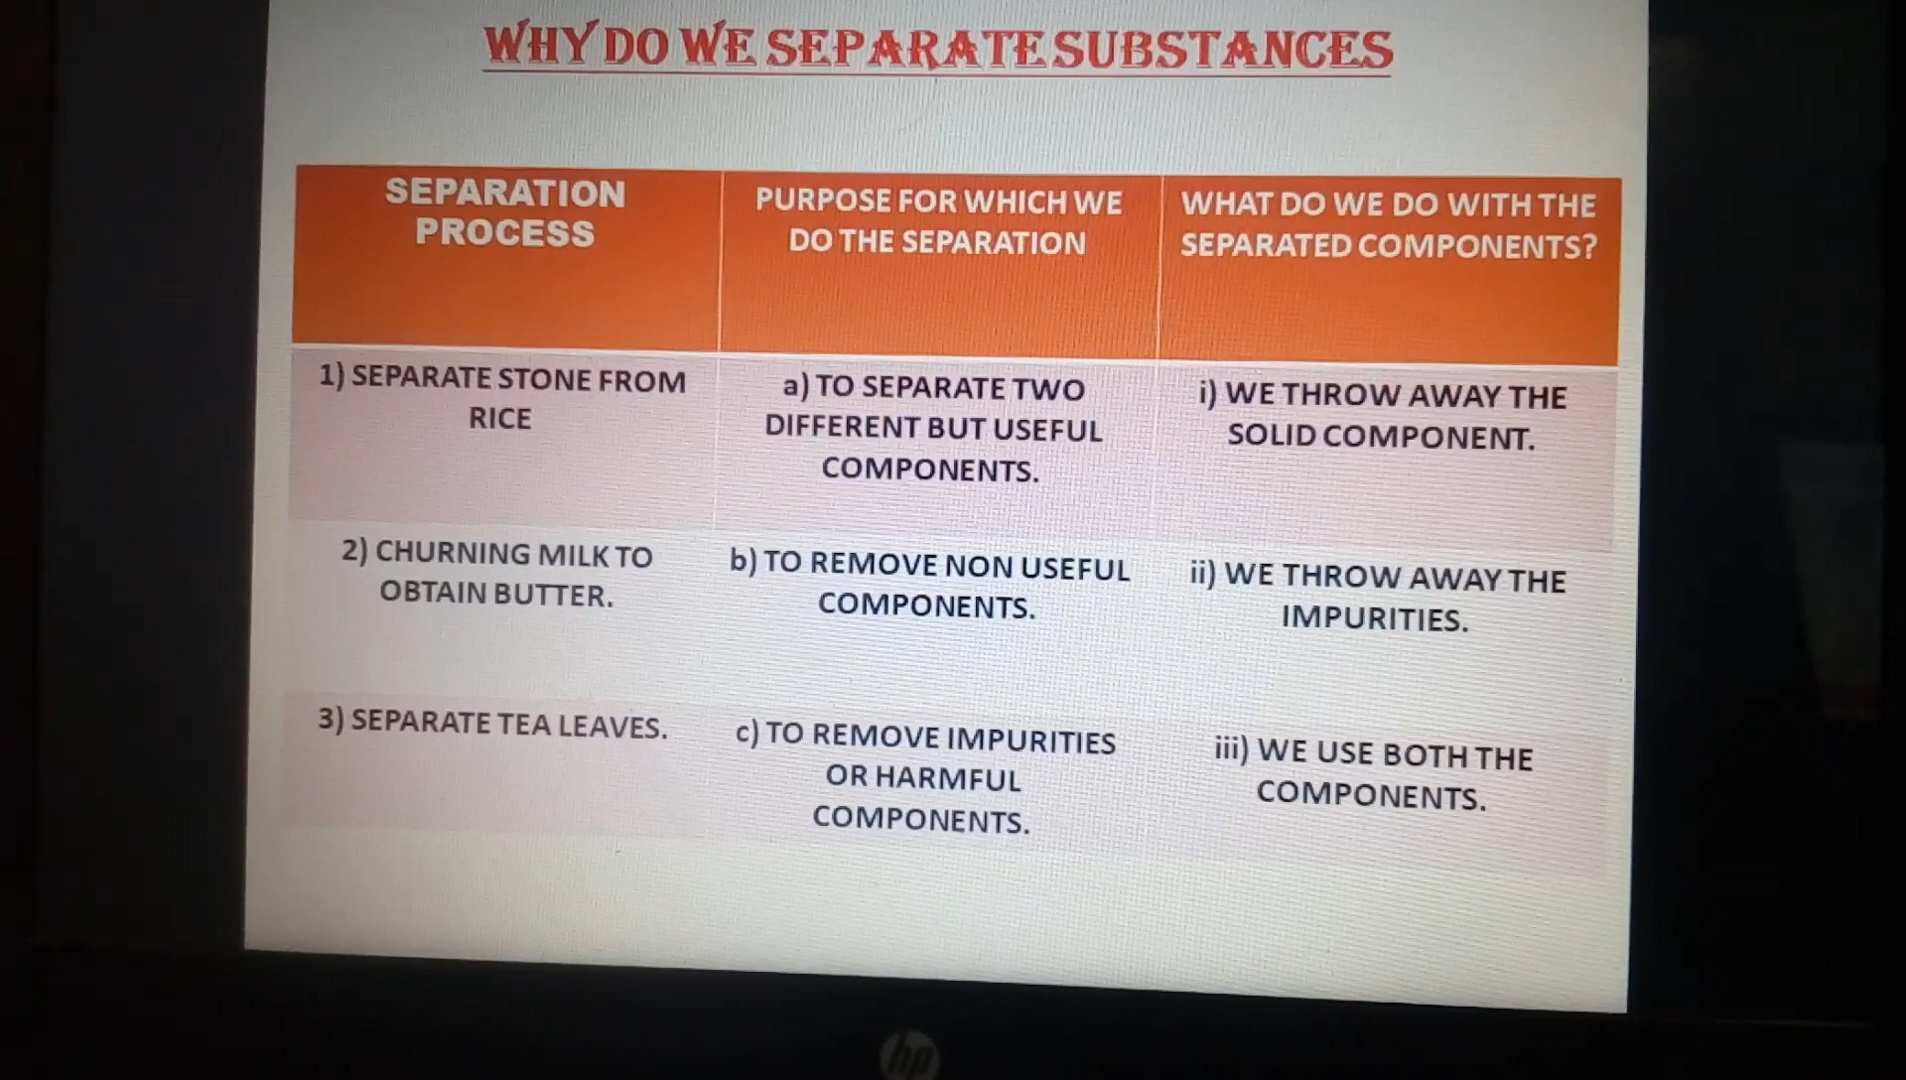 WHY DO WE SEPARATE SUBSTANCES
SEPARATION
PROCESS
PURPOSE FOR WHICH WE
DO THE SEPARATION
WHAT DO WE DO WITH THE
SEPARATED COMPONENTS?
1) SEPARATE STONE FROM
RICE
a) TO SEPARATE TWO
DIFFERENT BUT USEFUL
COMPONENTS.
i) WE THROW AWAY THE
SOLID COMPONENT.
2) CHURNING MILK TO
OBTAIN BUTTER.
b) TO REMOVE NON USEFUL
COMPONENTS.
ii) WE THROW AWAY THE
IMPURITIES.
3) SEPARATE TEA LEAVES.
c) TO REMOVE IMPURITIES
OR HARMFUL
COMPONENTS.
iii) WE USE BOTH THE
COMPONENTS.
hp